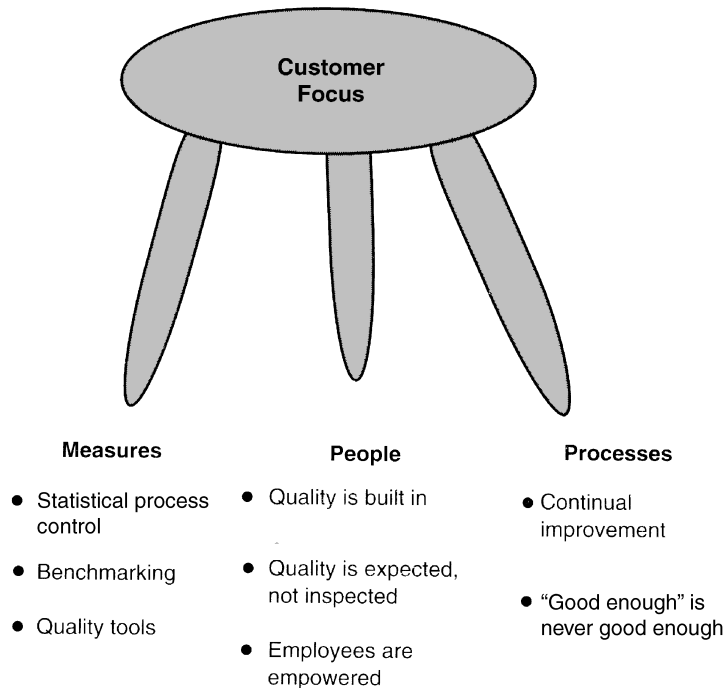 Customer
Focus
Measures
● Statistical process
control
● Benchmarking
● Quality tools
People
● Quality is built in
● Quality is expected,
not inspected
● Employees are
empowered
Processes
● Continual
improvement
● “Good enough” is
never good enough